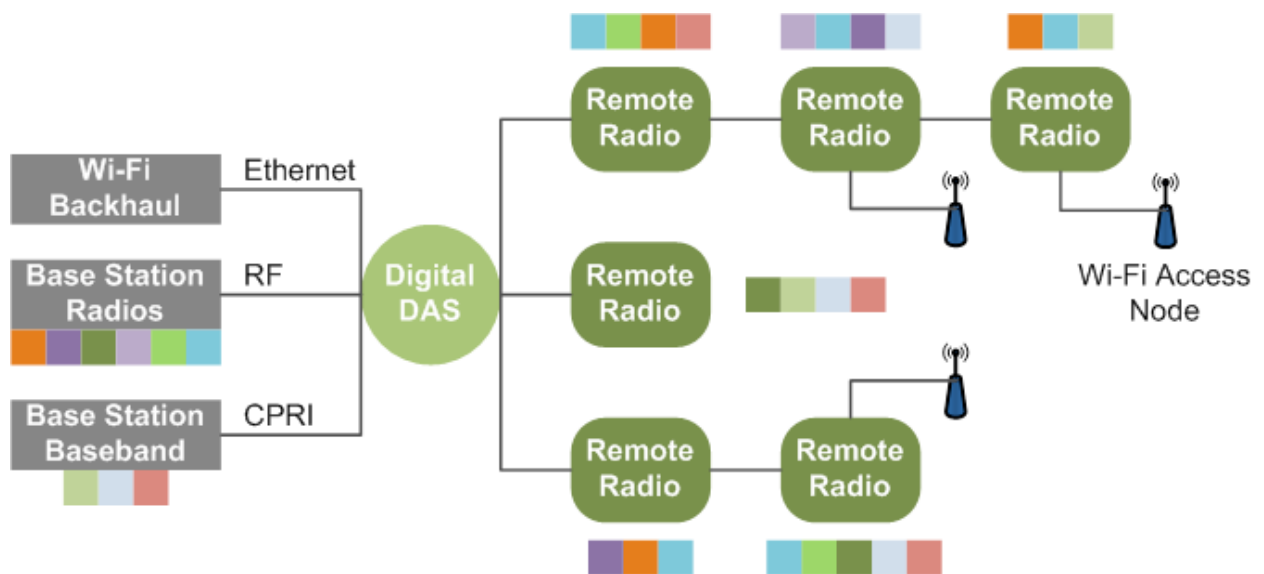 Remote
Radio
Remote
Radio
Remote
Radio
Wi-Fi
Backhaul
Ethernet
Base Station
Radios
RF
Digital
DAS
Remote
Radio
Wi-Fi Access
Node
Base Station
Baseband
CPRI
Remote
Radio
Remote
Radio